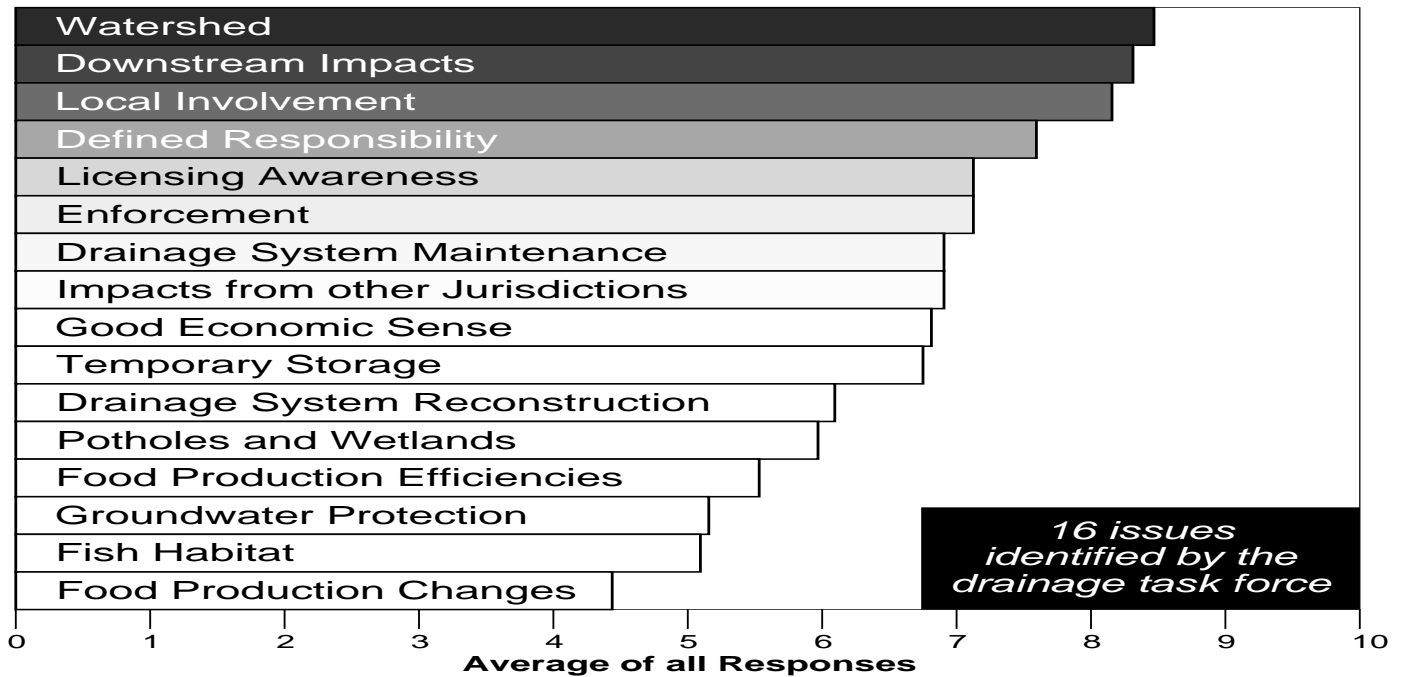 Watershed
Downstream Impacts
Local Involvement
Defined Responsibility
Licensing Awareness
Enforcement
Drainage System Maintenance
Impacts from other Jurisdictions
Good Economic Sense
Temporary Storage
Drainage System Reconstruction
Potholes and Wetlands
Food Production Efficiencies
Groundwater Protection
Fish Habitat
Food Production Changes
16 issues
identified by the
drainage task force
0 1 2 3 4 5 6 7 8 9 10
Average of all Responses